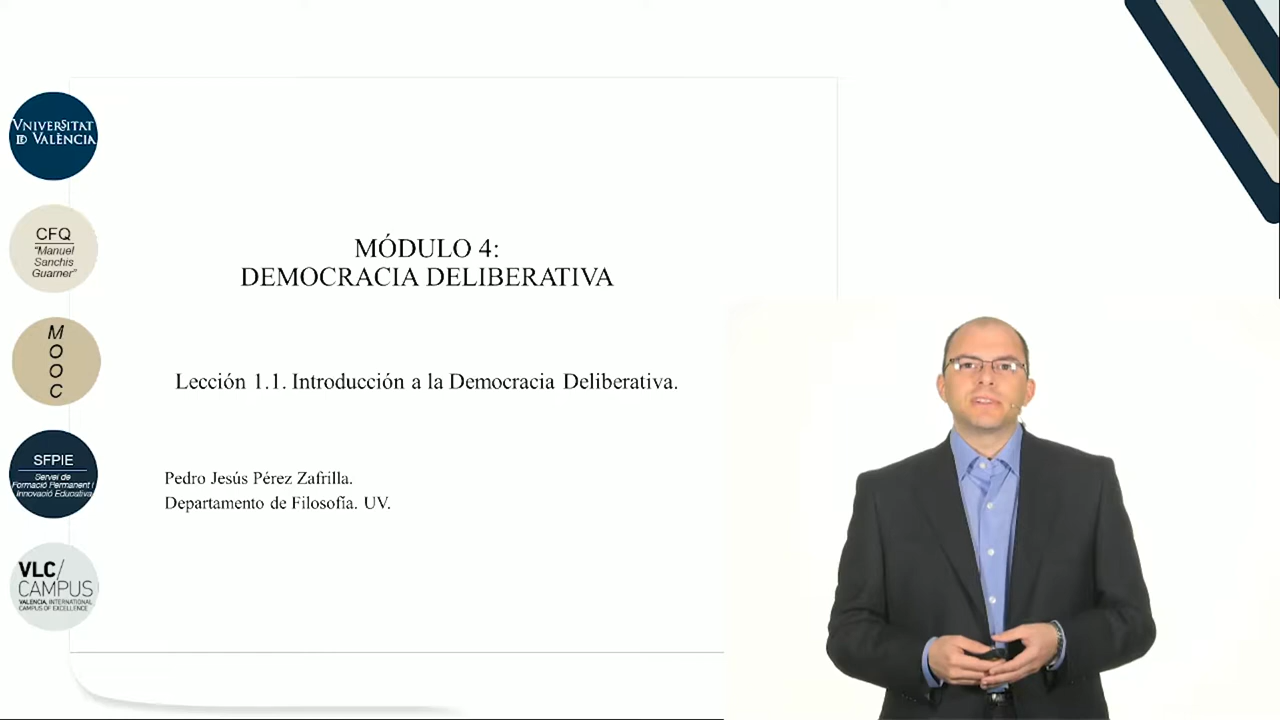 VNIVERSITAT
ID VALÈNCIA
CFQ
"Manuel
Sanchis
Guarner"
M
O
O
C
SFPIE
Servei de
Formació Permanent i
Innovació Educativa
VLC/
CAMPUS
VALENCIA, INTERNATIONAL
CAMPUS OF EXCELLENCE
MÓDULO 4:
DEMOCRACIA DELIBERATIVA
Lección 1.1. Introducción a la Democracia Deliberativa.
Pedro Jesús Pérez Zafrilla.
Departamento de Filosofía. UV.